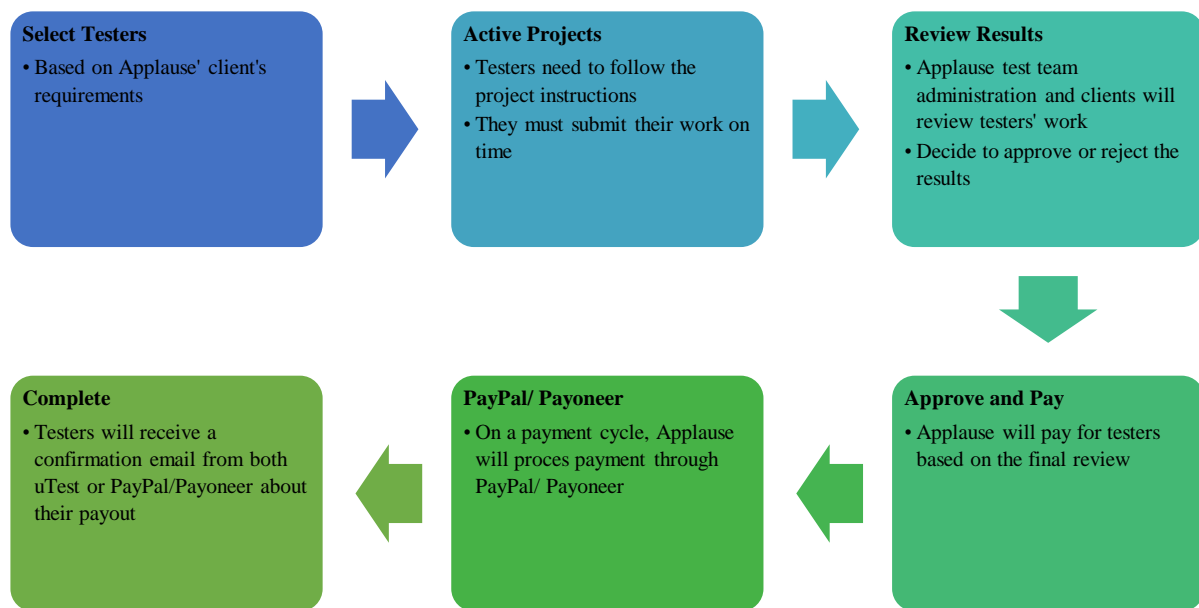 Select Testers
• Based on Applause' client's
requirements
Active Projects
• Testers need to follow the
project instructions
• They must submit their work on
time
Review Results
• Applause test team
administration and clients will
review testers' work
• Decide to approve or reject the
results
Approve and Pay
• Applause will pay for testers
based on the final review
PayPal/ Payoneer
• On a payment cycle, Applause
will proces payment through
PayPal/ Payoneer
Complete
• Testers will receive a
confirmation email from both
uTest or PayPal/Payoneer about
their payout